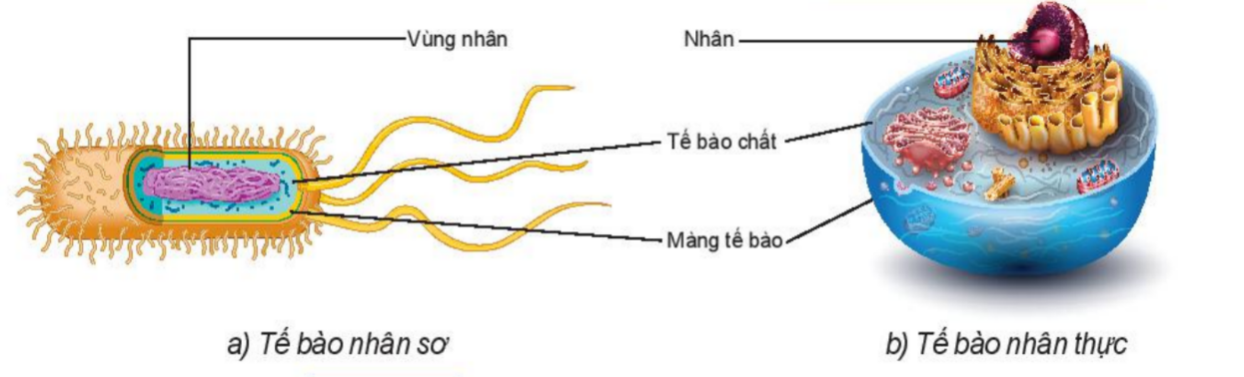 Vùng nhân
Nhân
Tế bào chất
Màng tế bào
a) Tế bào nhân sơ
b) Tế bào nhân thực